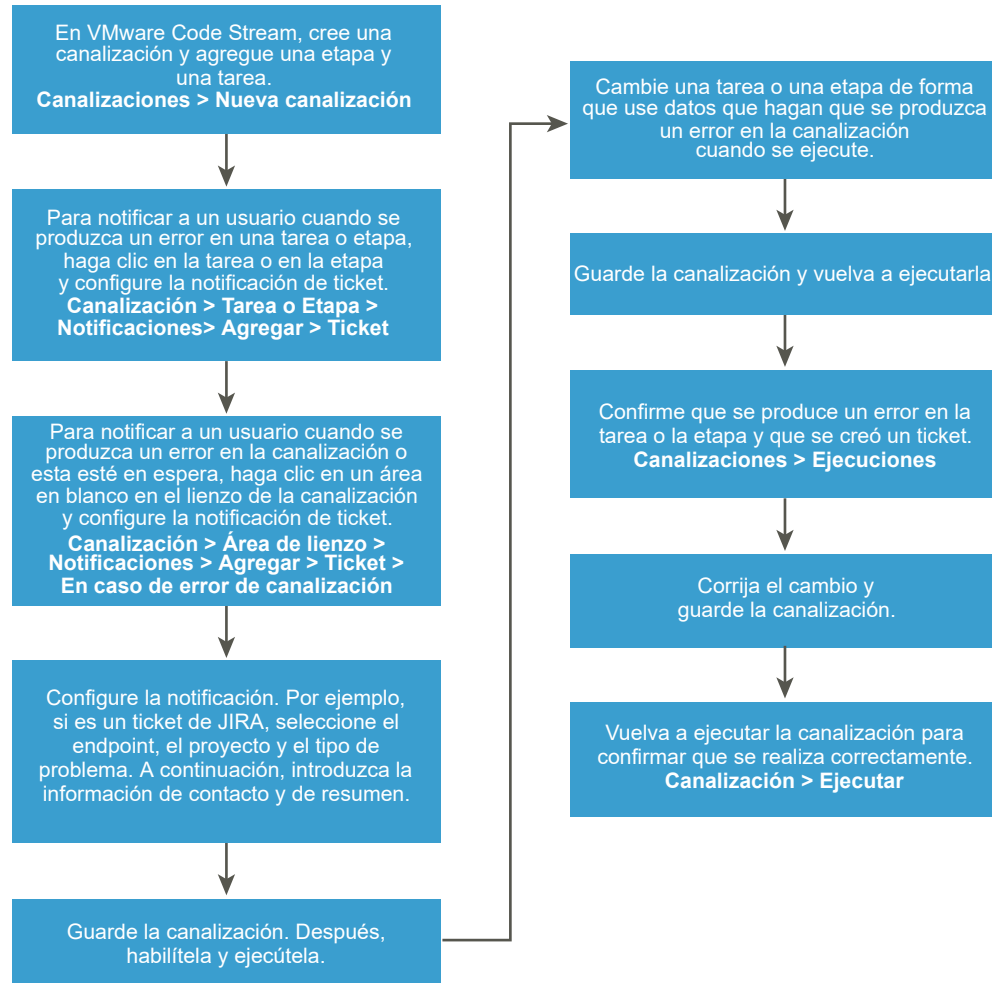 En VMware Code Stream, cree una
canalización y agregue una etapa y
una tarea.
Canalizaciones > Nueva canalización
Para notificar a un usuario cuando se
produzca un error en una tarea o etapa,
haga clic en la tarea o en la etapa
y configure la notificación de ticket.
Canalización > Tarea o Etapa >
Notificaciones> Agregar > Ticket
Para notificar a un usuario cuando se
produzca un error en la canalización o
esta esté en espera, haga clic en un área
en blanco en el lienzo de la canalización
y configure la notificación de ticket.
Canalización > Área de lienzo >
Notificaciones > Agregar > Ticket >
En caso de error de canalización
Configure la notificación. Por ejemplo,
si es un ticket de JIRA, seleccione el
endpoint, el proyecto y el tipo de
problema. A continuación, introduzca la
información de contacto y de resumen.
Guarde la canalización. Después,
habilítela y ejecútela.
Cambie una tarea o una etapa de forma
que use datos que hagan que se produzca
un error en la canalización
cuando se ejecute.
Guarde la canalización y vuelva a ejecutarla
Confirme que se produce un error en la
tarea o la etapa y que se creó un ticket.
Canalizaciones > Ejecuciones
Corrija el cambio y
guarde la canalización.
Vuelva a ejecutar la canalización para
confirmar que se realiza correctamente.
Canalización > Ejecutar